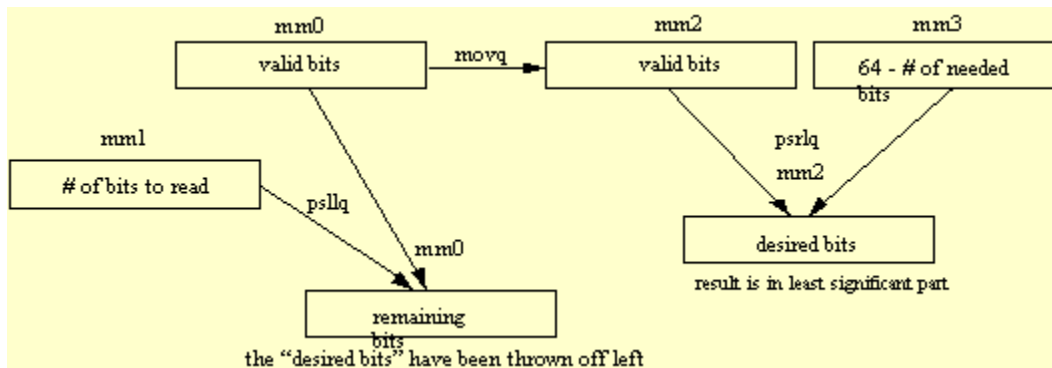 mm0
mm2
mm3
valid bits
movq
valid bits
64 - # of needed
bits
mm1
# of bits to read
psllq
psrlq
mm2
mm0
desired bits
result is in least significant part
remaining
bits
the “desired bits” have been thrown off left